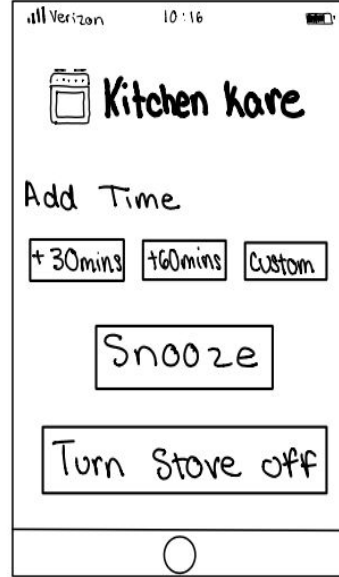 Verizon 10:16
Kitchen Kare
Add Time
+30mins +60mins Custom
Snooze
Turn Stove off